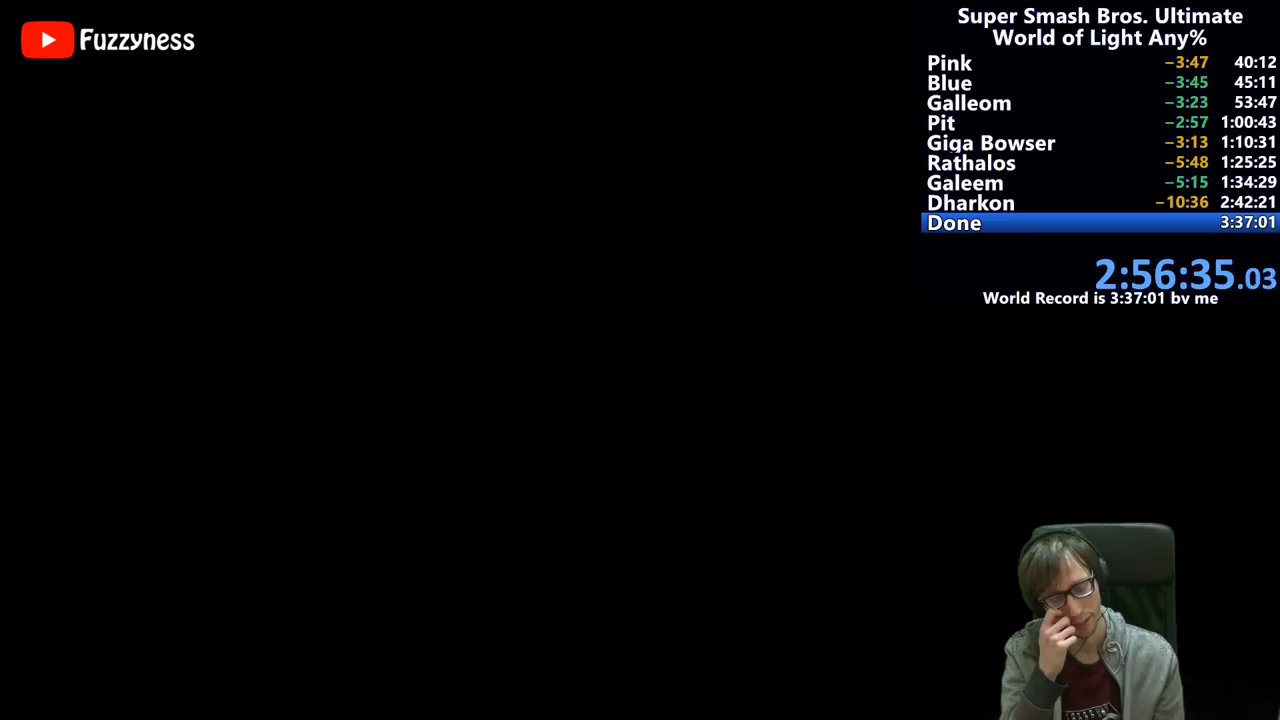 Fuzzyness
Super Smash Bros. Ultimate
World of Light Any%
Pink −3:47 40:12
Blue −3:45 45:11
Galleom −3:23 53:47
Pit −2:57 1:00:43
Giga Bowser −3:13 1:10:31
Rathalos −5:48 1:25:25
Galeem −5:15 1:34:29
Dharkon −10:36 2:42:21
Done 3:37:01
2:56:35.03
World Record is 3:37:01 by me